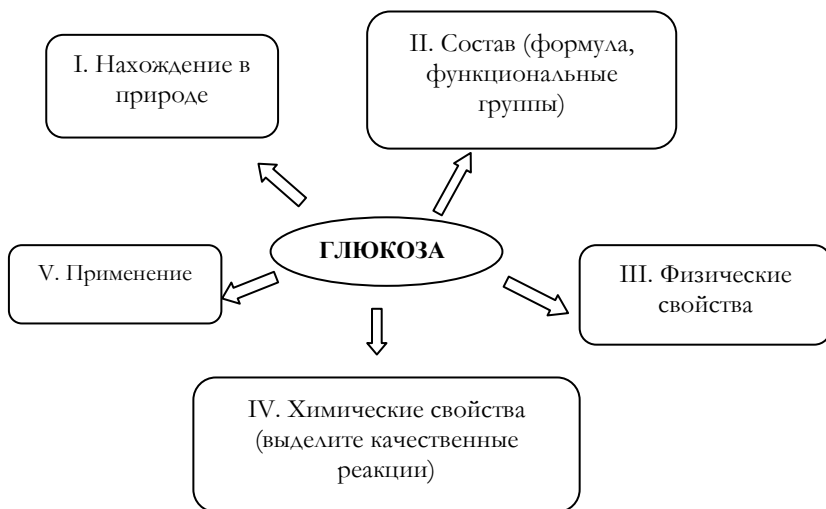 I. Нахождение в
природе
II. Состав (формула,
функциональные
группы)
ГЛЮКОЗА
V. Применение
III. Физические
свойства
IV. Химические свойства
(выделите качественные
реакции)